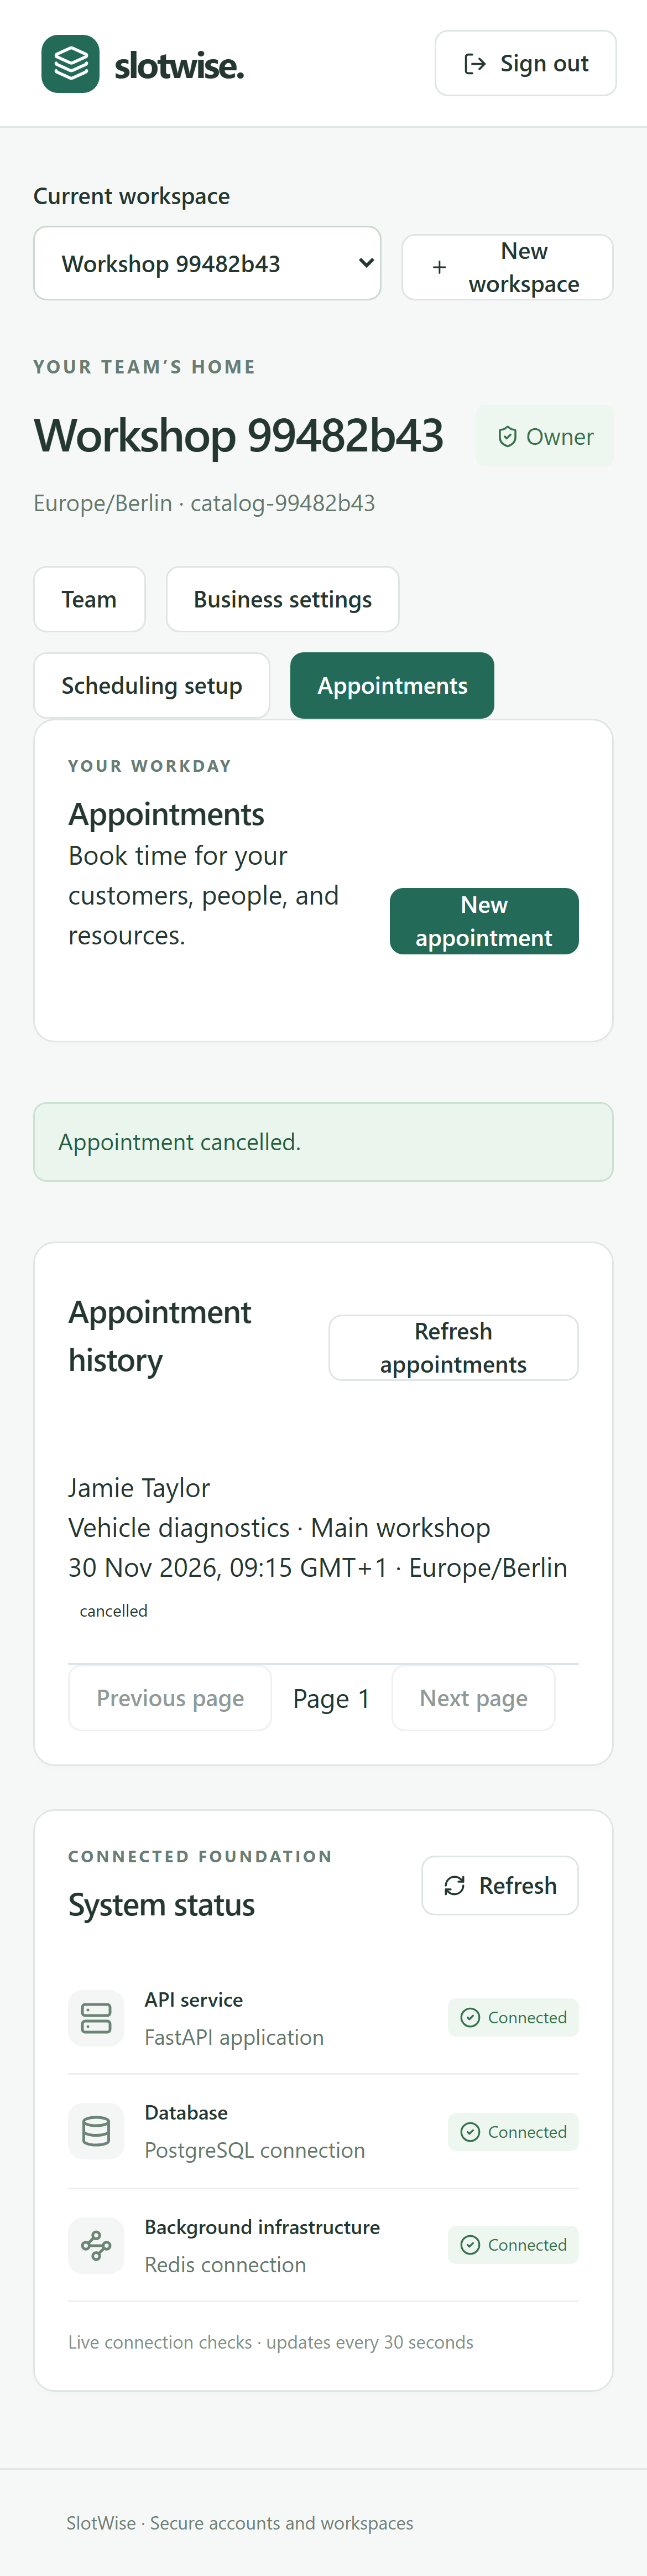 slotwise.
Sign out
Current workspace
Workshop 99482b43
New
workspace
YOUR TEAM’S HOME
Workshop 99482b43
Owner
Europe/Berlin · catalog-99482b43
Team
Business settings
Scheduling setup
Appointments
YOUR WORKDAY
Appointments
Book time for your
customers, people, and
resources.
New
appointment
Appointment cancelled.
Appointment
history
Refresh
appointments
Jamie Taylor
Vehicle diagnostics · Main workshop
30 Nov 2026, 09:15 GMT+1 · Europe/Berlin
cancelled
Previous page
Page 1
Next page
CONNECTED FOUNDATION
System status
Refresh
API service
FastAPI application
Connected
Database
PostgreSQL connection
Connected
Background infrastructure
Redis connection
Connected
Live connection checks · updates every 30 seconds
SlotWise · Secure accounts and workspaces